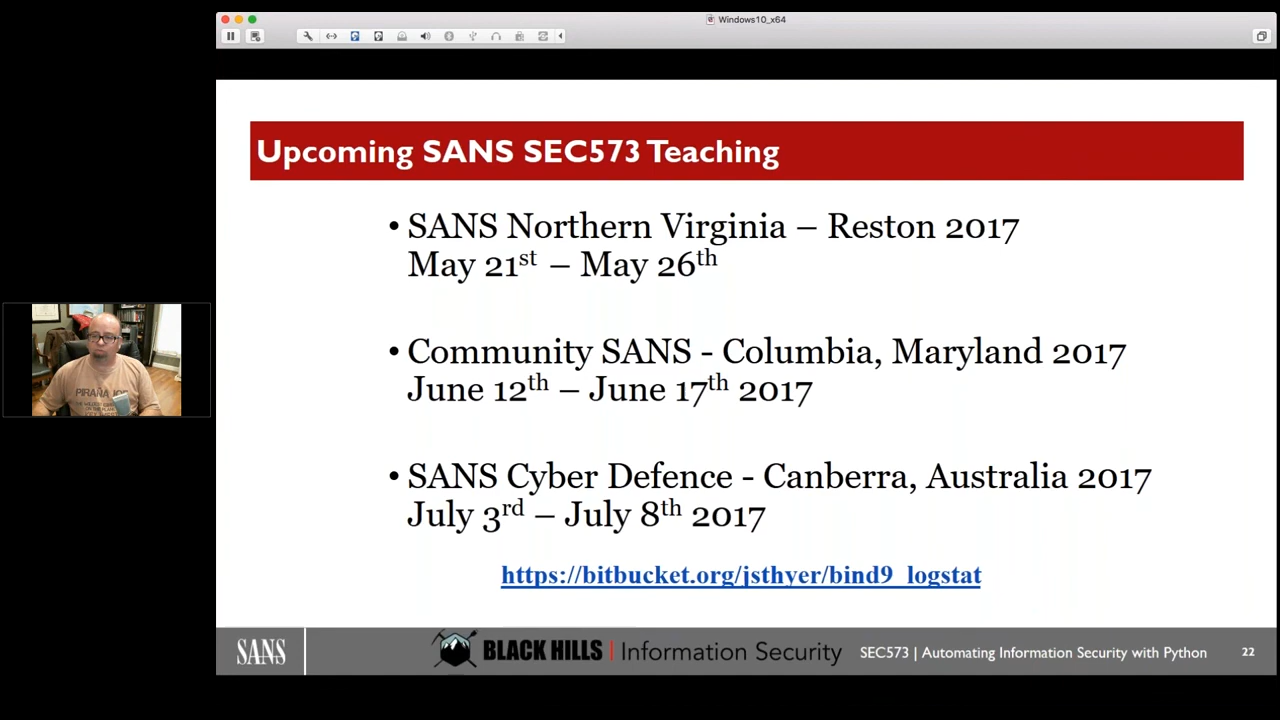 Windows10_x64
Upcoming SANS SEC573 Teaching
• SANS Northern Virginia – Reston 2017
May 21st – May 26th
• Community SANS - Columbia, Maryland 2017
June 12th – June 17th 2017
• SANS Cyber Defence - Canberra, Australia 2017
July 3rd – July 8th 2017
https://bitbucket.org/jsthyer/bind9_logstat
SANS
BLACK HILLS | Information Security
SEC573 | Automating Information Security with Python
22
PIRAÑA JOE